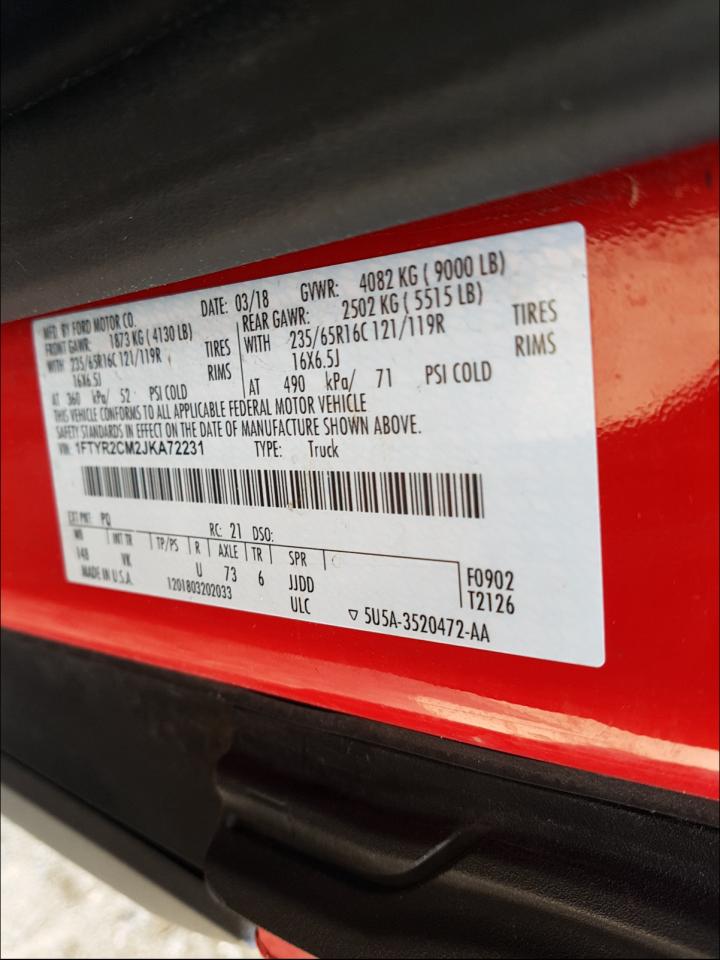 MFD. BY FORD MOTOR CO.
DATE: 03/18 GVWR: 4082 KG ( 9000 LB)
FRONT GAWR: 1873 KG ( 4130 LB)
REAR GAWR: 2502 KG ( 5515 LB)
WITH 235/65R16C 121/119R TIRES
WITH 235/65R16C 121/119R TIRES
16X6.5J RIMS
16X6.5J RIMS
AT 360 kPa/ 52 PSI COLD
AT 490 kPa/ 71 PSI COLD
THIS VEHICLE CONFORMS TO ALL APPLICABLE FEDERAL MOTOR VEHICLE
SAFETY STANDARDS IN EFFECT ON THE DATE OF MANUFACTURE SHOWN ABOVE.
VIN: 1FTYR2CM2JKA72231 TYPE: Truck
EXT PNT: PQ RC: 21 DSO:
WB INT TR TP/PS R AXLE TR SPR
148 VK U 73 6 JJDD
F0902
MADE IN U.S.A. 1201803202033 ULC
T2126
▽ 5U5A-3520472-AA